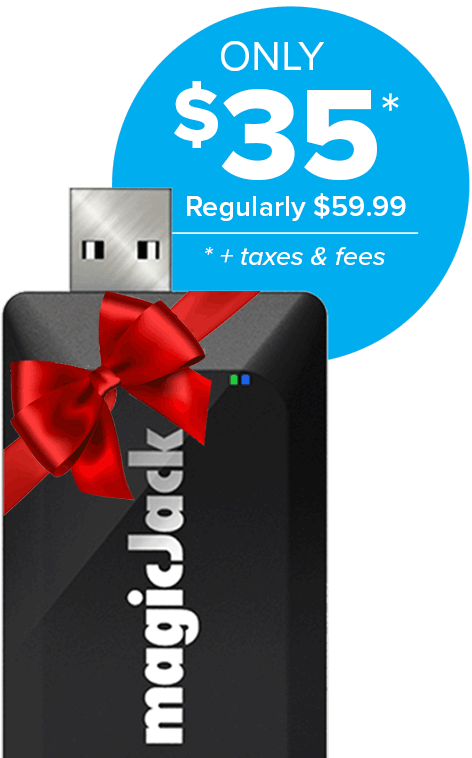 ONLY
$35*
Regularly $59.99
* + taxes & fees
magicJack